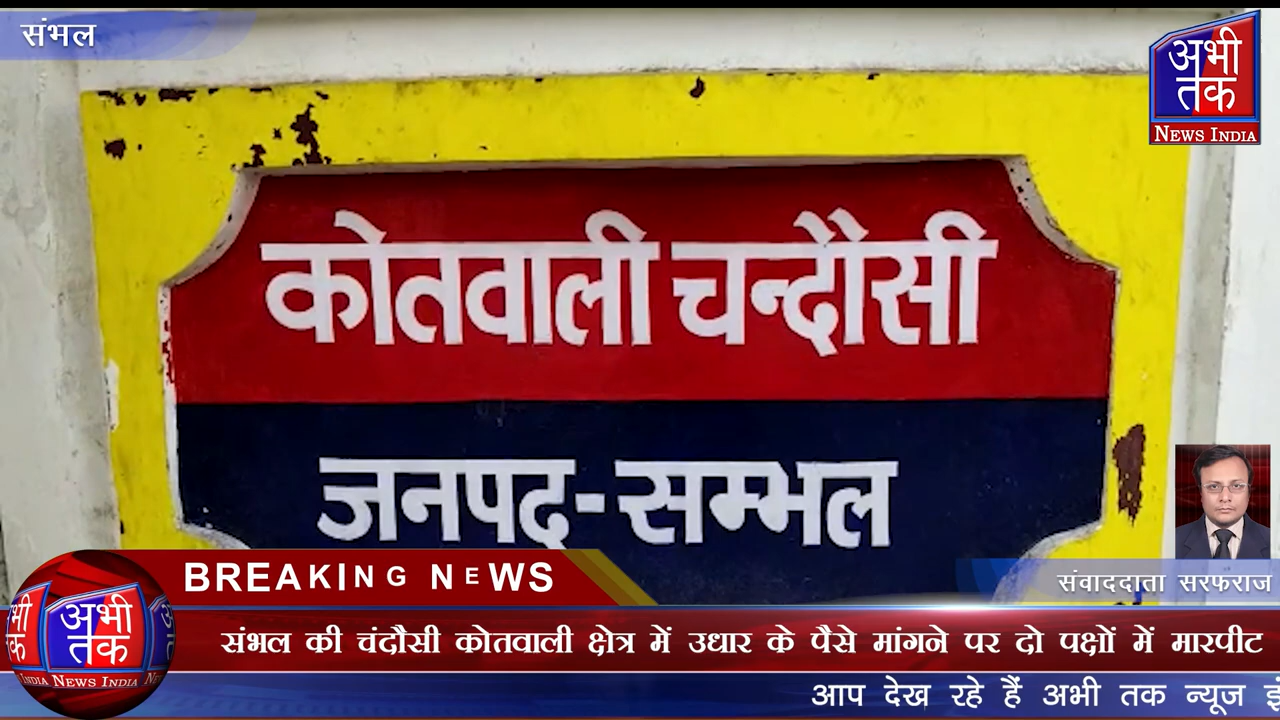 संभल
अभी
तक
NEWS INDIA
कोतवाली चन्दौसी
जनपद-सम्भल
संवाददाता सरफराज
BREAKING NEWS
अभी
तक
NEWS INDIA
संभल की चंदौसी कोतवाली क्षेत्र में उधार के पैसे मांगने पर दो पक्षों में मारपीट
आप देख रहे हैं अभी तक न्यूज